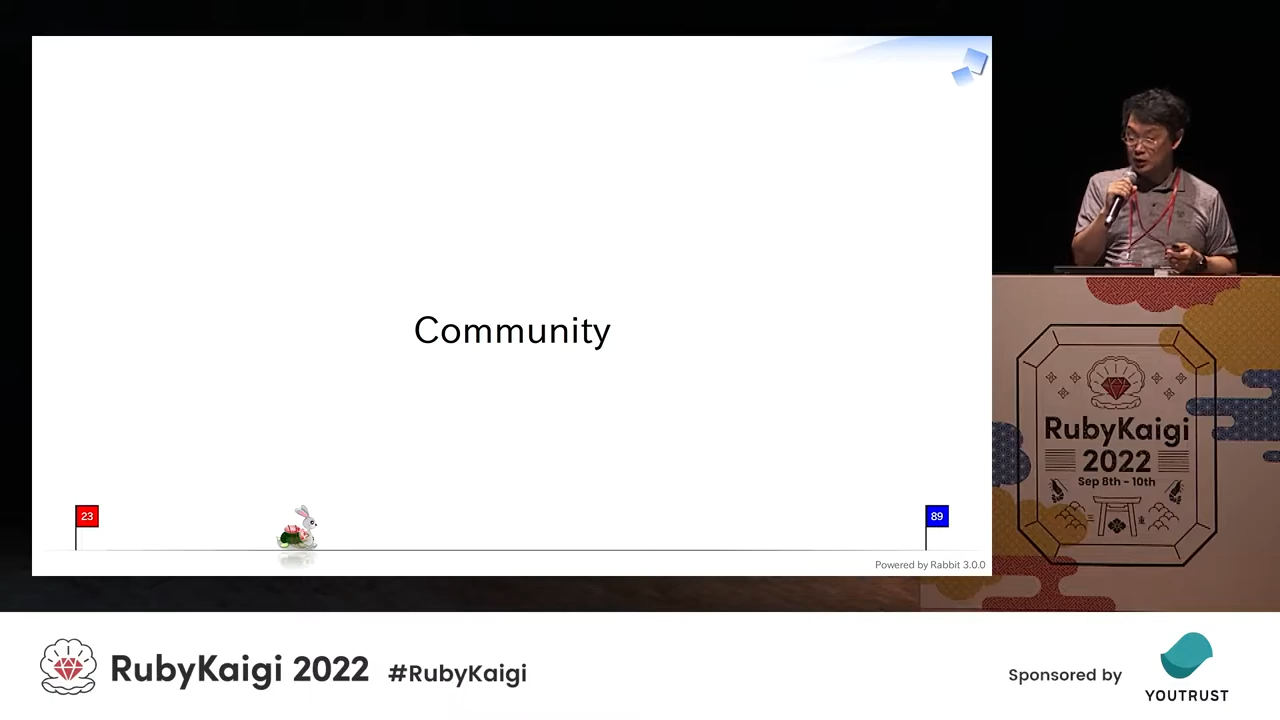 Community
23
89
Powered by Rabbit 3.0.0
RubyKaigi
2022
Sep 8th - 10th
RubyKaigi 2022 #RubyKaigi
Sponsored by
YOUTRUST